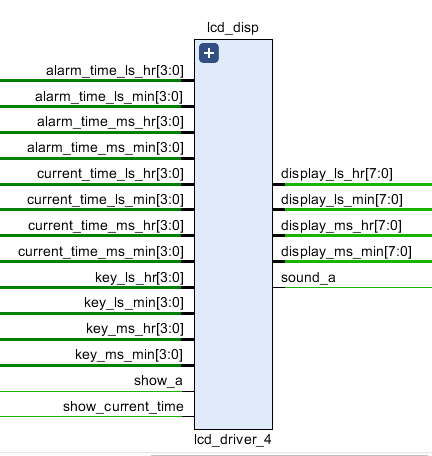 lcd_disp
alarm_time_ls_hr[3:0]
alarm_time_ls_min[3:0]
alarm_time_ms_hr[3:0]
alarm_time_ms_min[3:0]
current_time_ls_hr[3:0]
current_time_ls_min[3:0]
current_time_ms_hr[3:0]
current_time_ms_min[3:0]
key_ls_hr[3:0]
key_ls_min[3:0]
key_ms_hr[3:0]
key_ms_min[3:0]
show_a
show_current_time
display_ls_hr[7:0]
display_ls_min[7:0]
display_ms_hr[7:0]
display_ms_min[7:0]
sound_a
lcd_driver_4